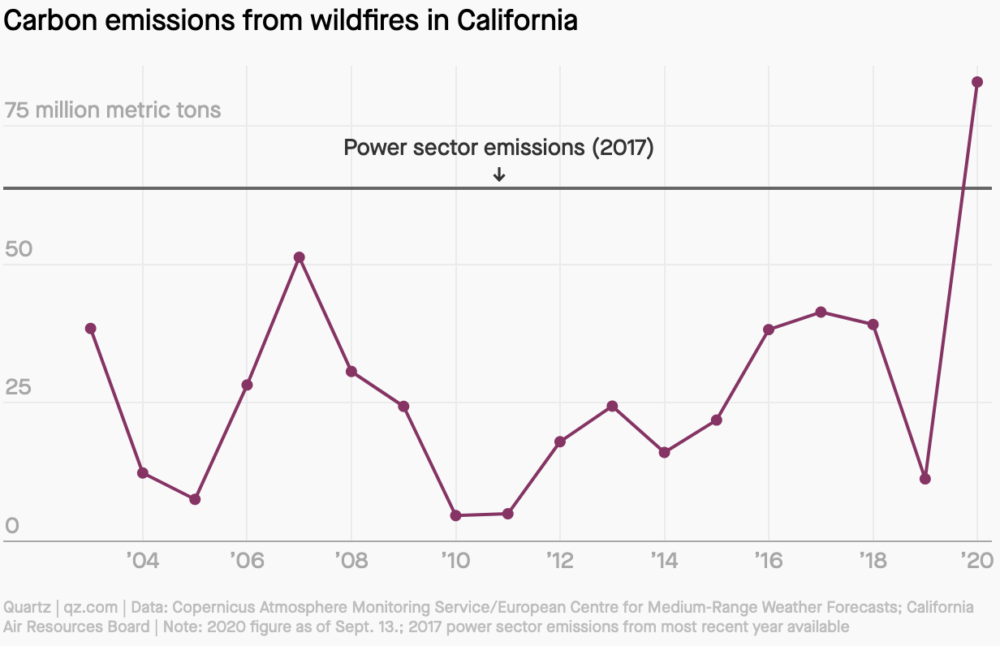 Carbon emissions from wildfires in California
75 million metric tons
Power sector emissions (2017)
↓
50
25
0
’04 ’06 ’08 ’10 ’12 ’14 ’16 ’18 ’20
Quartz | qz.com | Data: Copernicus Atmosphere Monitoring Service/European Centre for Medium-Range Weather Forecasts; California
Air Resources Board | Note: 2020 figure as of Sept. 13.; 2017 power sector emissions from most recent year available